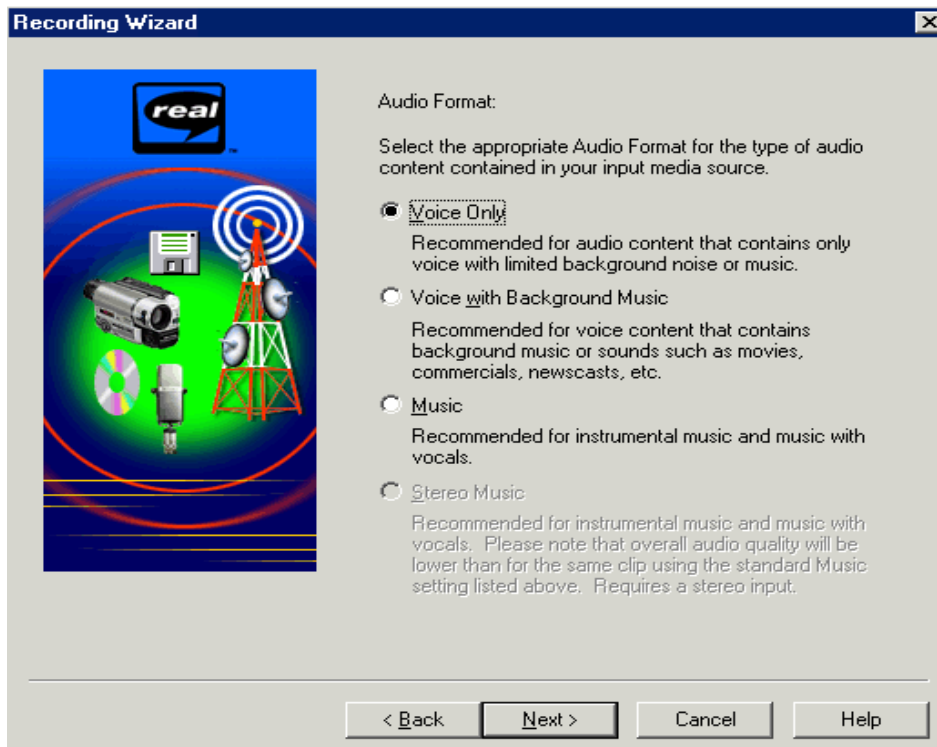 Recording Wizard
real
™
Audio Format:
Select the appropriate Audio Format for the type of audio
content contained in your input media source.
Voice Only
Recommended for audio content that contains only
voice with limited background noise or music.
Voice with Background Music
Recommended for voice content that contains
background music or sounds such as movies,
commercials, newscasts, etc.
Music
Recommended for instrumental music and music with
vocals.
Stereo Music
Recommended for instrumental music and music with
vocals.  Please note that overall audio quality will be
lower than for the same clip using the standard Music
setting listed above.  Requires a stereo input.
< Back
Next >
Cancel
Help